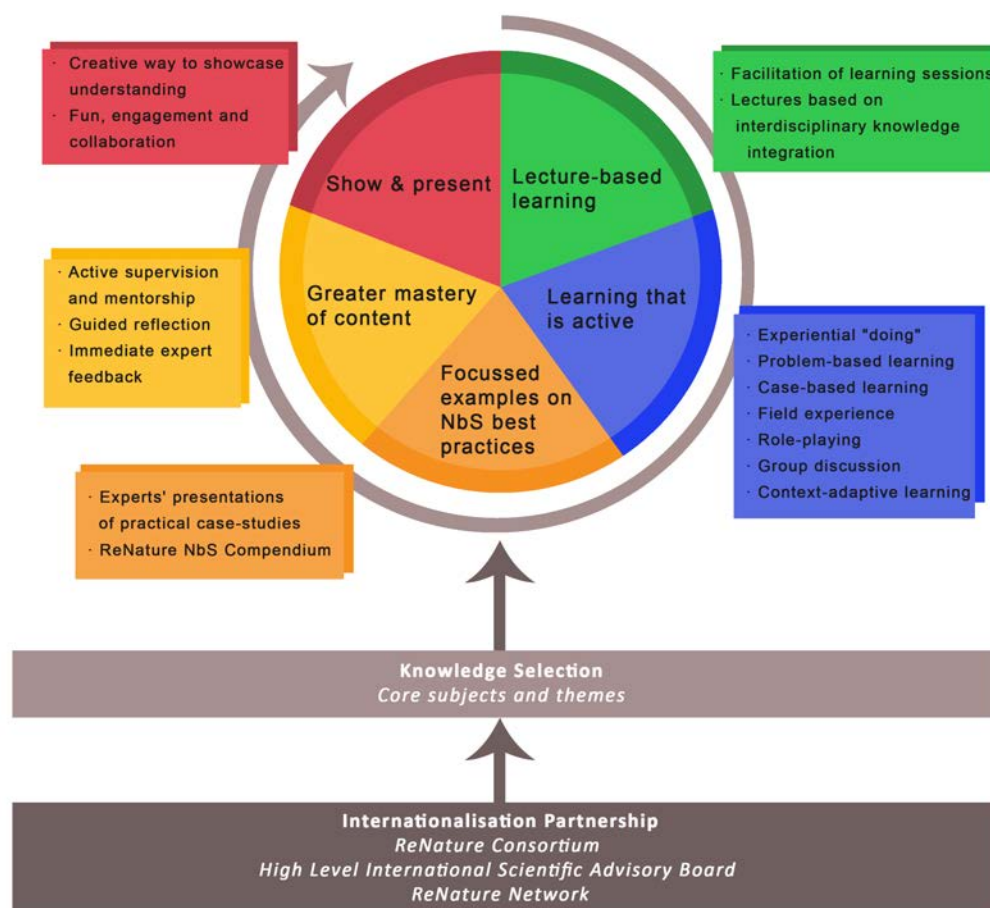 · Creative way to showcase
understanding
· Fun, engagement and
collaboration
· Facilitation of learning sessions
· Lectures based on
interdisciplinary knowledge
integration
Show & present
Lecture-based
learning
· Active supervision
and mentorship
· Guided reflection
· Immediate expert
feedback
Greater mastery
of content
Learning that
is active
· Experiential "doing"
· Problem-based learning
· Case-based learning
· Field experience
· Role-playing
· Group discussion
· Context-adaptive learning
Focussed
examples on
NbS best
practices
· Experts' presentations
of practical case-studies
· ReNature NbS Compendium
Knowledge Selection
Core subjects and themes
Internationalisation Partnership
ReNature Consortium
High Level International Scientific Advisory Board
ReNature Network